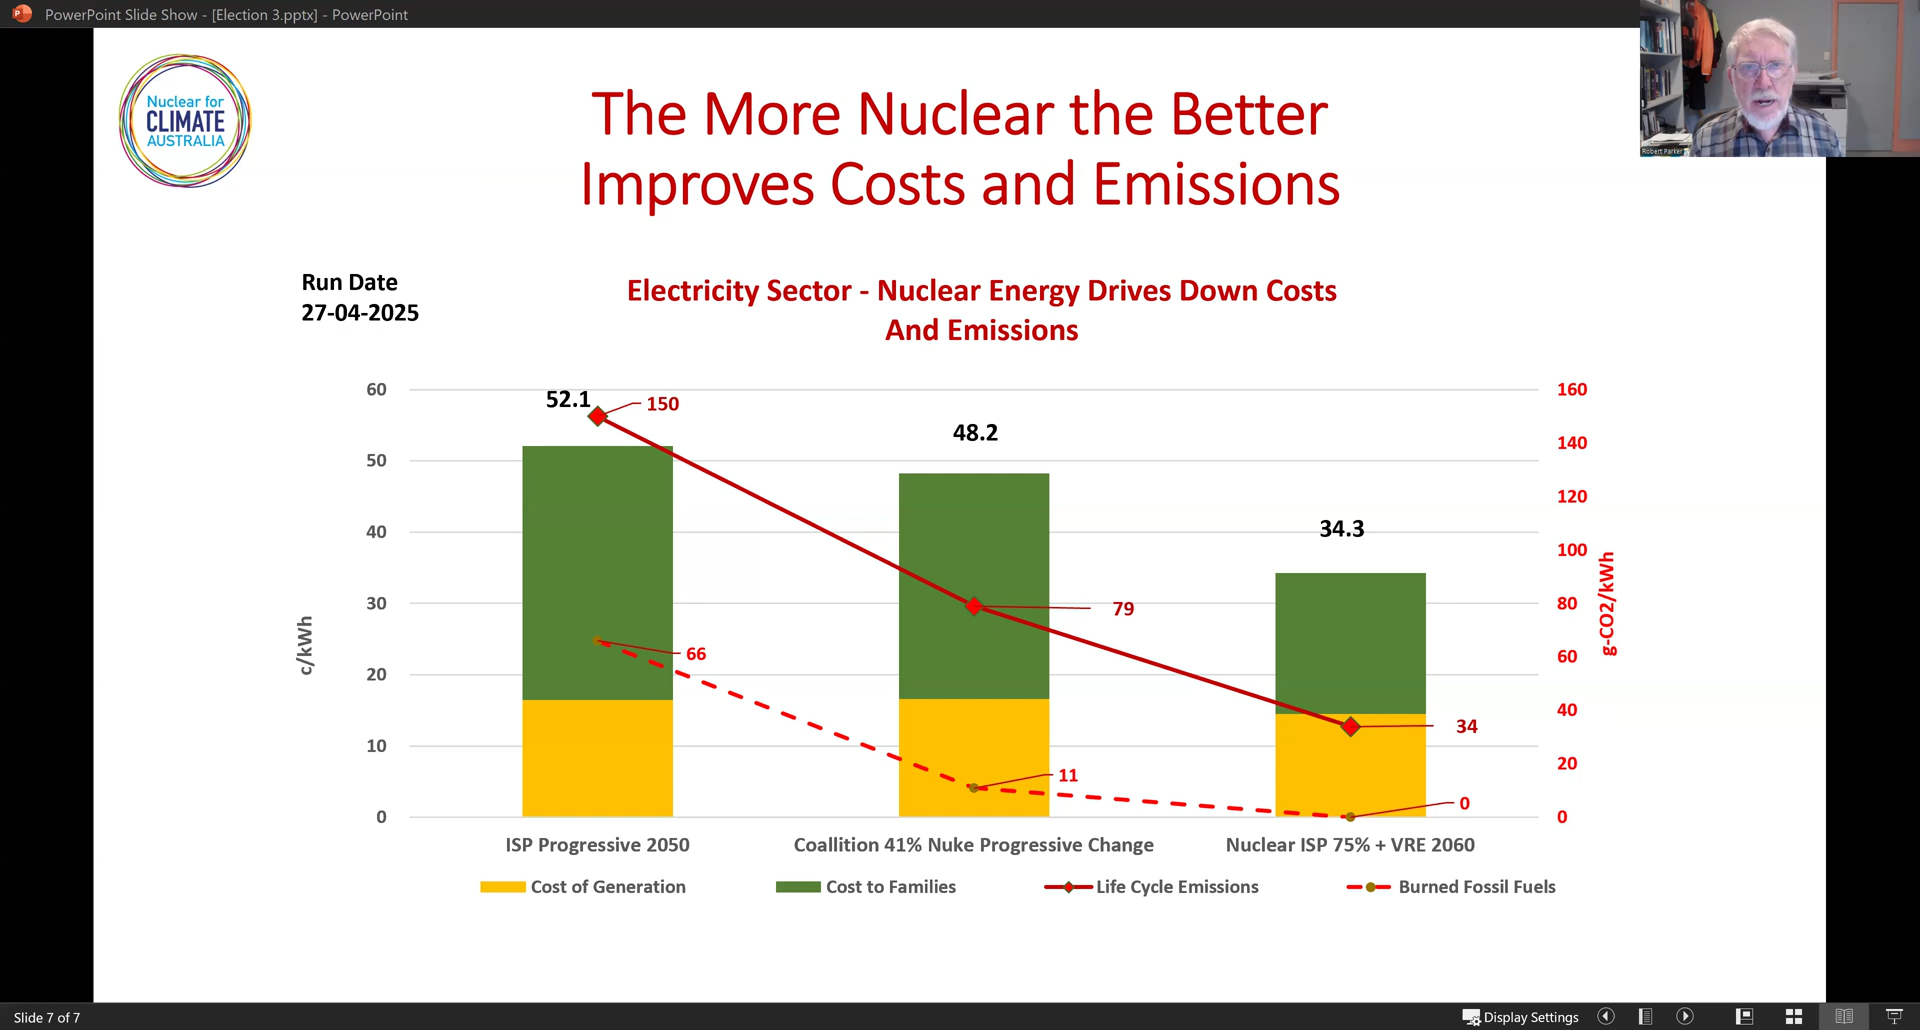 PowerPoint Slide Show - [Election 3.pptx] - PowerPoint
Robert Parker
Nuclear for
CLIMATE
AUSTRALIA
The More Nuclear the Better
Improves Costs and Emissions
Run Date
27-04-2025
Electricity Sector - Nuclear Energy Drives Down Costs
And Emissions
60
50
40
30
20
10
0
c/kWh
52.1
150
48.2
34.3
79
66
34
11
0
160
140
120
100
80
60
40
20
0
g-CO2/kWh
ISP Progressive 2050
Coallition 41% Nuke Progressive Change
Nuclear ISP 75% + VRE 2060
Cost of Generation
Cost to Families
Life Cycle Emissions
Burned Fossil Fuels
Slide 7 of 7
Display Settings